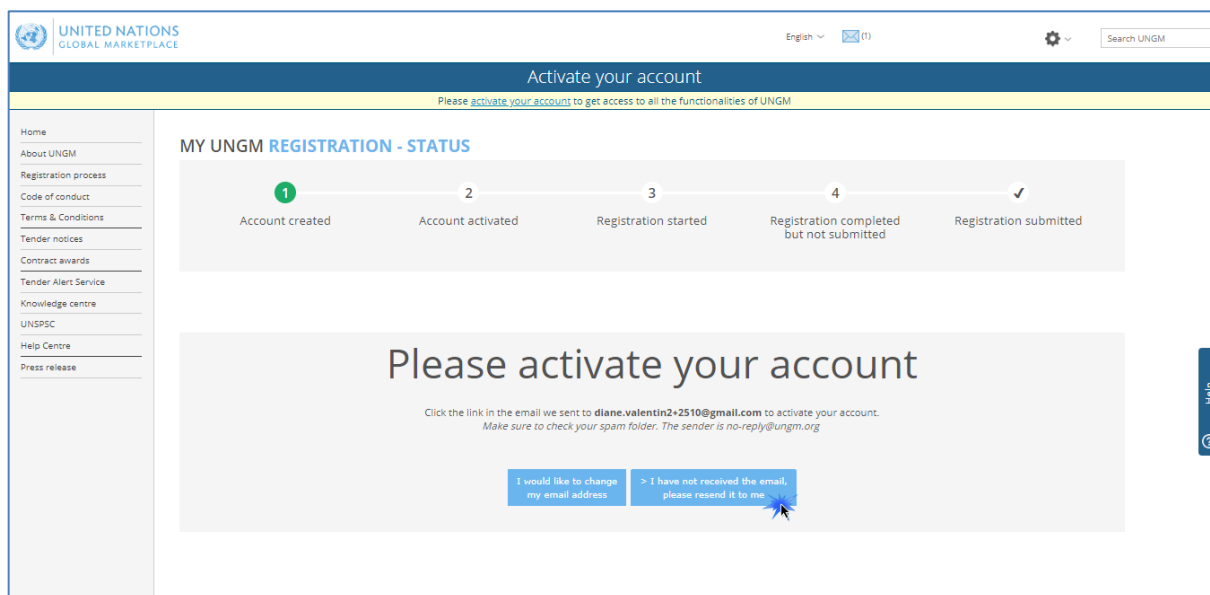 UNITED NATIONS
GLOBAL MARKETPLACE
English
(1)
Search UNGM
Activate your account
Please activate your account to get access to all the functionalities of UNGM
Home
About UNGM
Registration process
Code of conduct
Terms & Conditions
Tender notices
Contract awards
Tender Alert Service
Knowledge centre
UNSPSC
Help Centre
Press release
MY UNGM REGISTRATION - STATUS
1
Account created
2
Account activated
3
Registration started
4
Registration completed
but not submitted
✔
Registration submitted
Please activate your account
Click the link in the email we sent to diane.valentin2+2510@gmail.com to activate your account.
Make sure to check your spam folder. The sender is no-reply@ungm.org
I would like to change
my email address
> I have not received the email,
please resend it to me